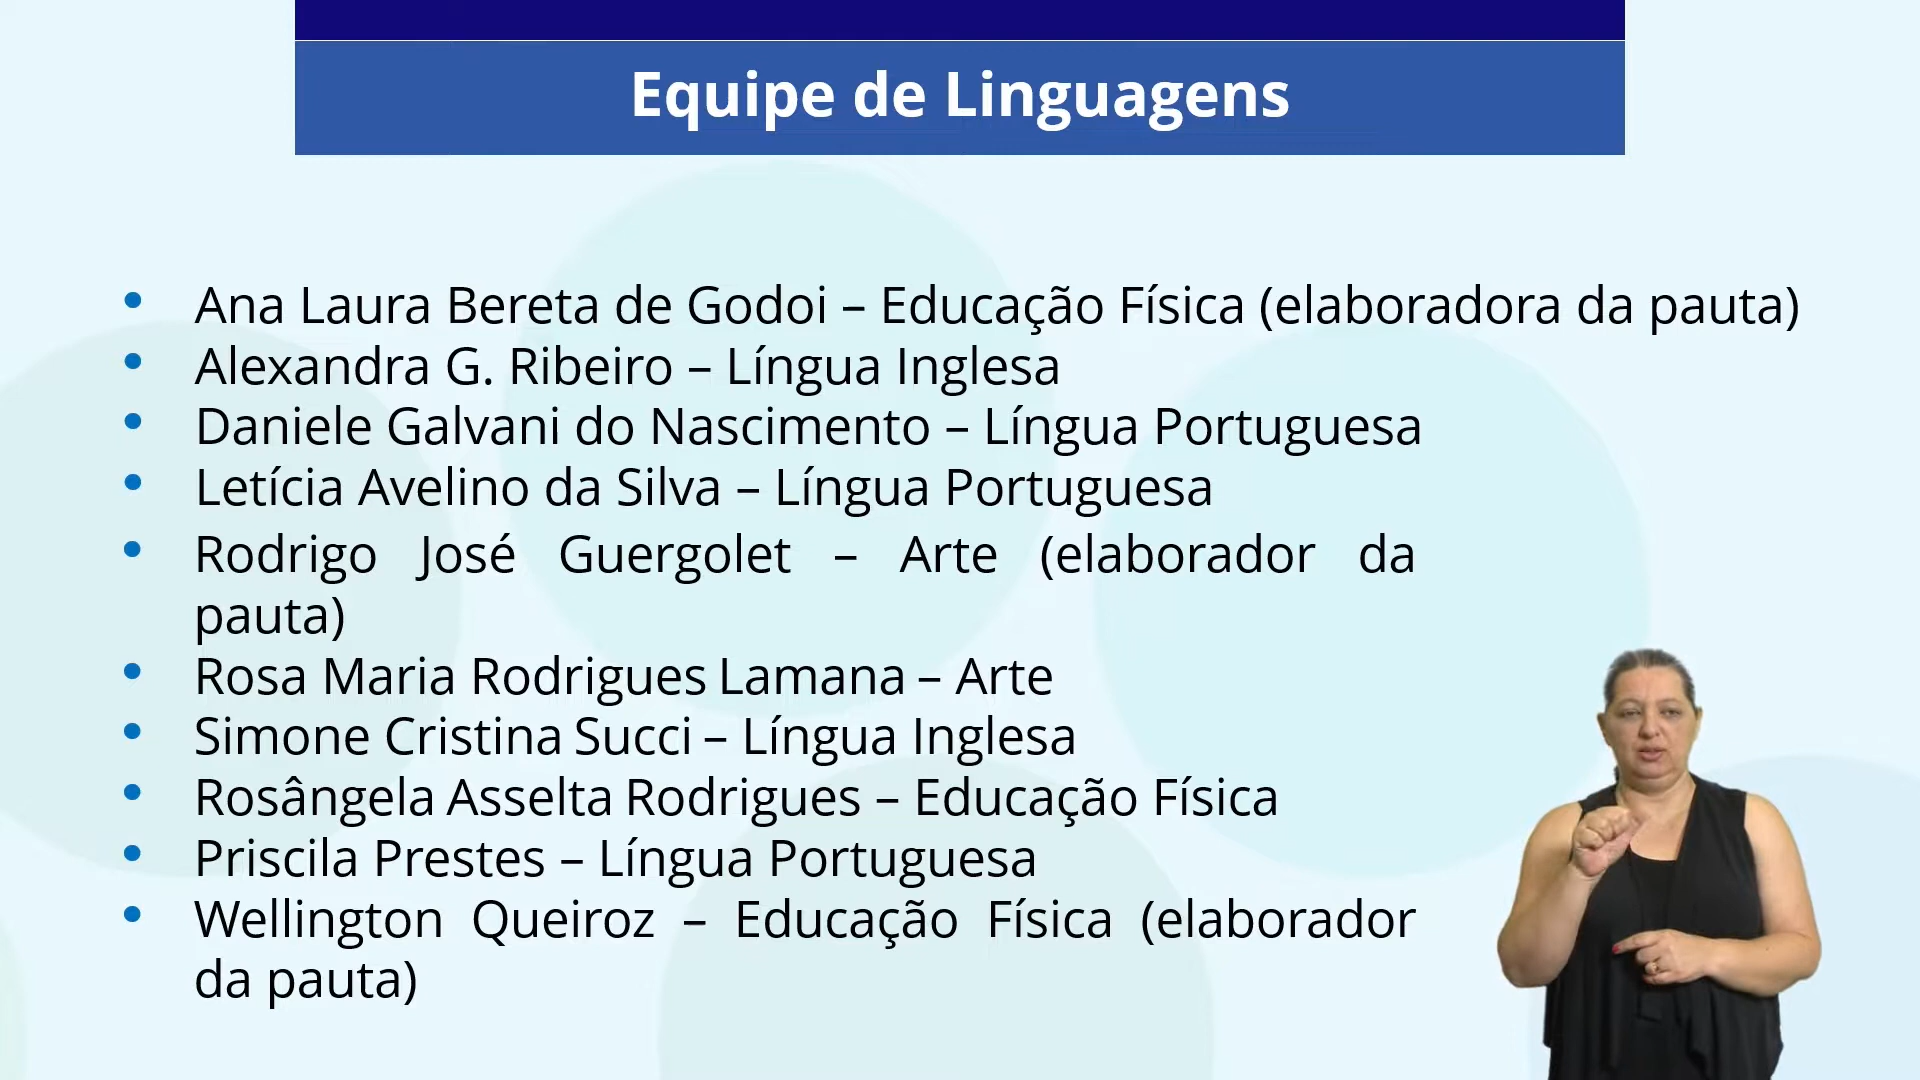 Equipe de Linguagens
• Ana Laura Bereta de Godoi – Educação Física (elaboradora da pauta)
• Alexandra G. Ribeiro – Língua Inglesa
• Daniele Galvani do Nascimento – Língua Portuguesa
• Letícia Avelino da Silva – Língua Portuguesa
• Rodrigo José Guergolet – Arte (elaborador da
pauta)
• Rosa Maria Rodrigues Lamana – Arte
• Simone Cristina Succi – Língua Inglesa
• Rosângela Asselta Rodrigues – Educação Física
• Priscila Prestes – Língua Portuguesa
• Wellington Queiroz – Educação Física (elaborador
da pauta)